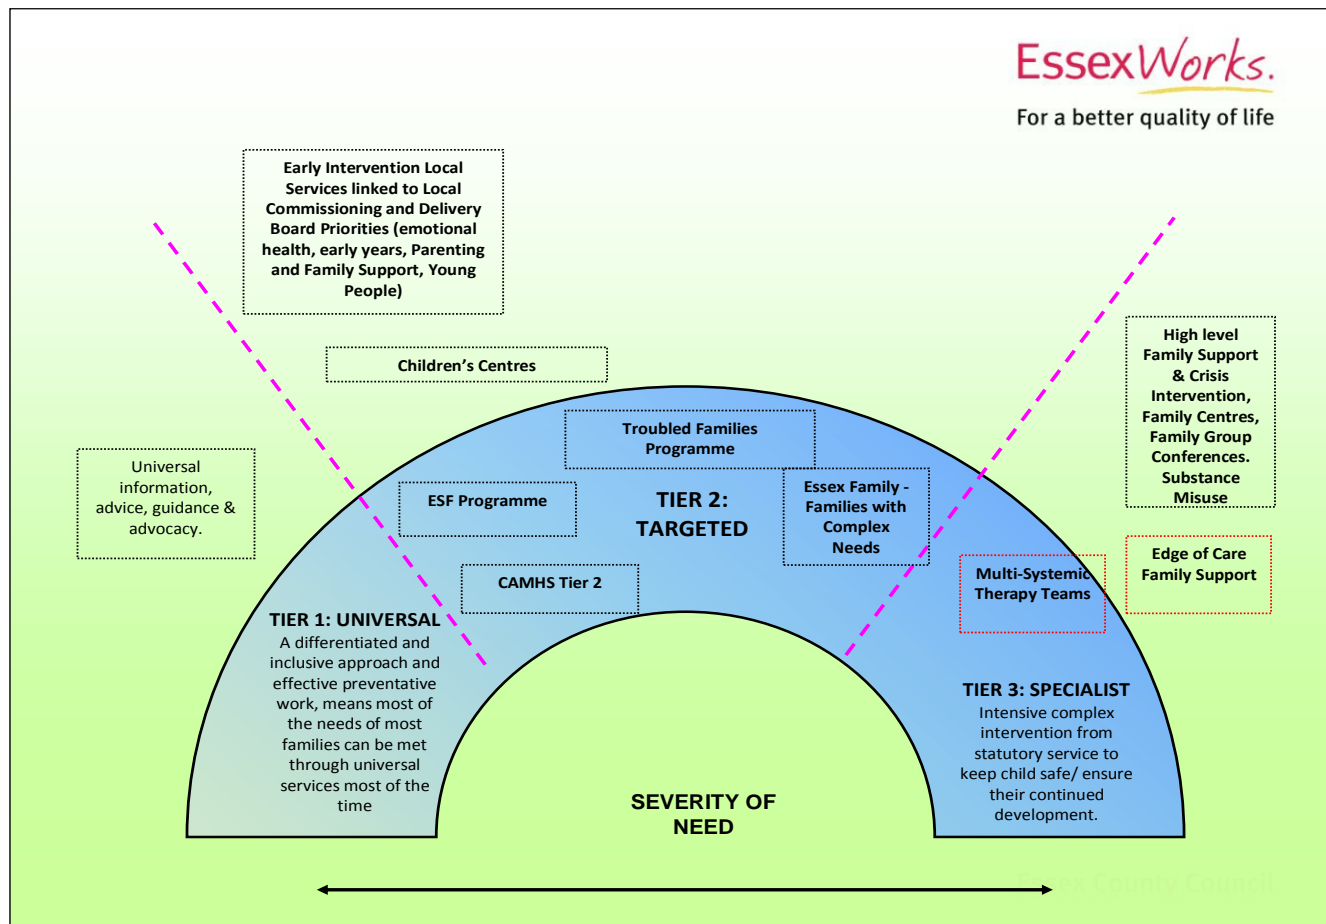 EssexWorks.
For a better quality of life
Early Intervention Local
Services linked to Local
Commissioning and Delivery
Board Priorities (emotional
health, early years, Parenting
and Family Support, Young
People)
Children's Centres
High level
Family Support
& Crisis
Intervention,
Family Centres,
Family Group
Conferences.
Substance
Misuse
Troubled Families
Programme
Universal
information,
advice, guidance &
advocacy.
ESF Programme
TIER 2:
TARGETED
Essex Family -
Families with
Complex
Needs
Edge of Care
Family Support
Multi-Systemic
Therapy Teams
CAMHS Tier 2
TIER 1: UNIVERSAL
A differentiated and
inclusive approach and
effective preventative
work, means most of
the needs of most
families can be met
through universal
services most of the
time
TIER 3: SPECIALIST
Intensive complex
intervention from
statutory service to
keep child safe/ ensure
their continued
development.
SEVERITY OF
NEED
Essex County Council